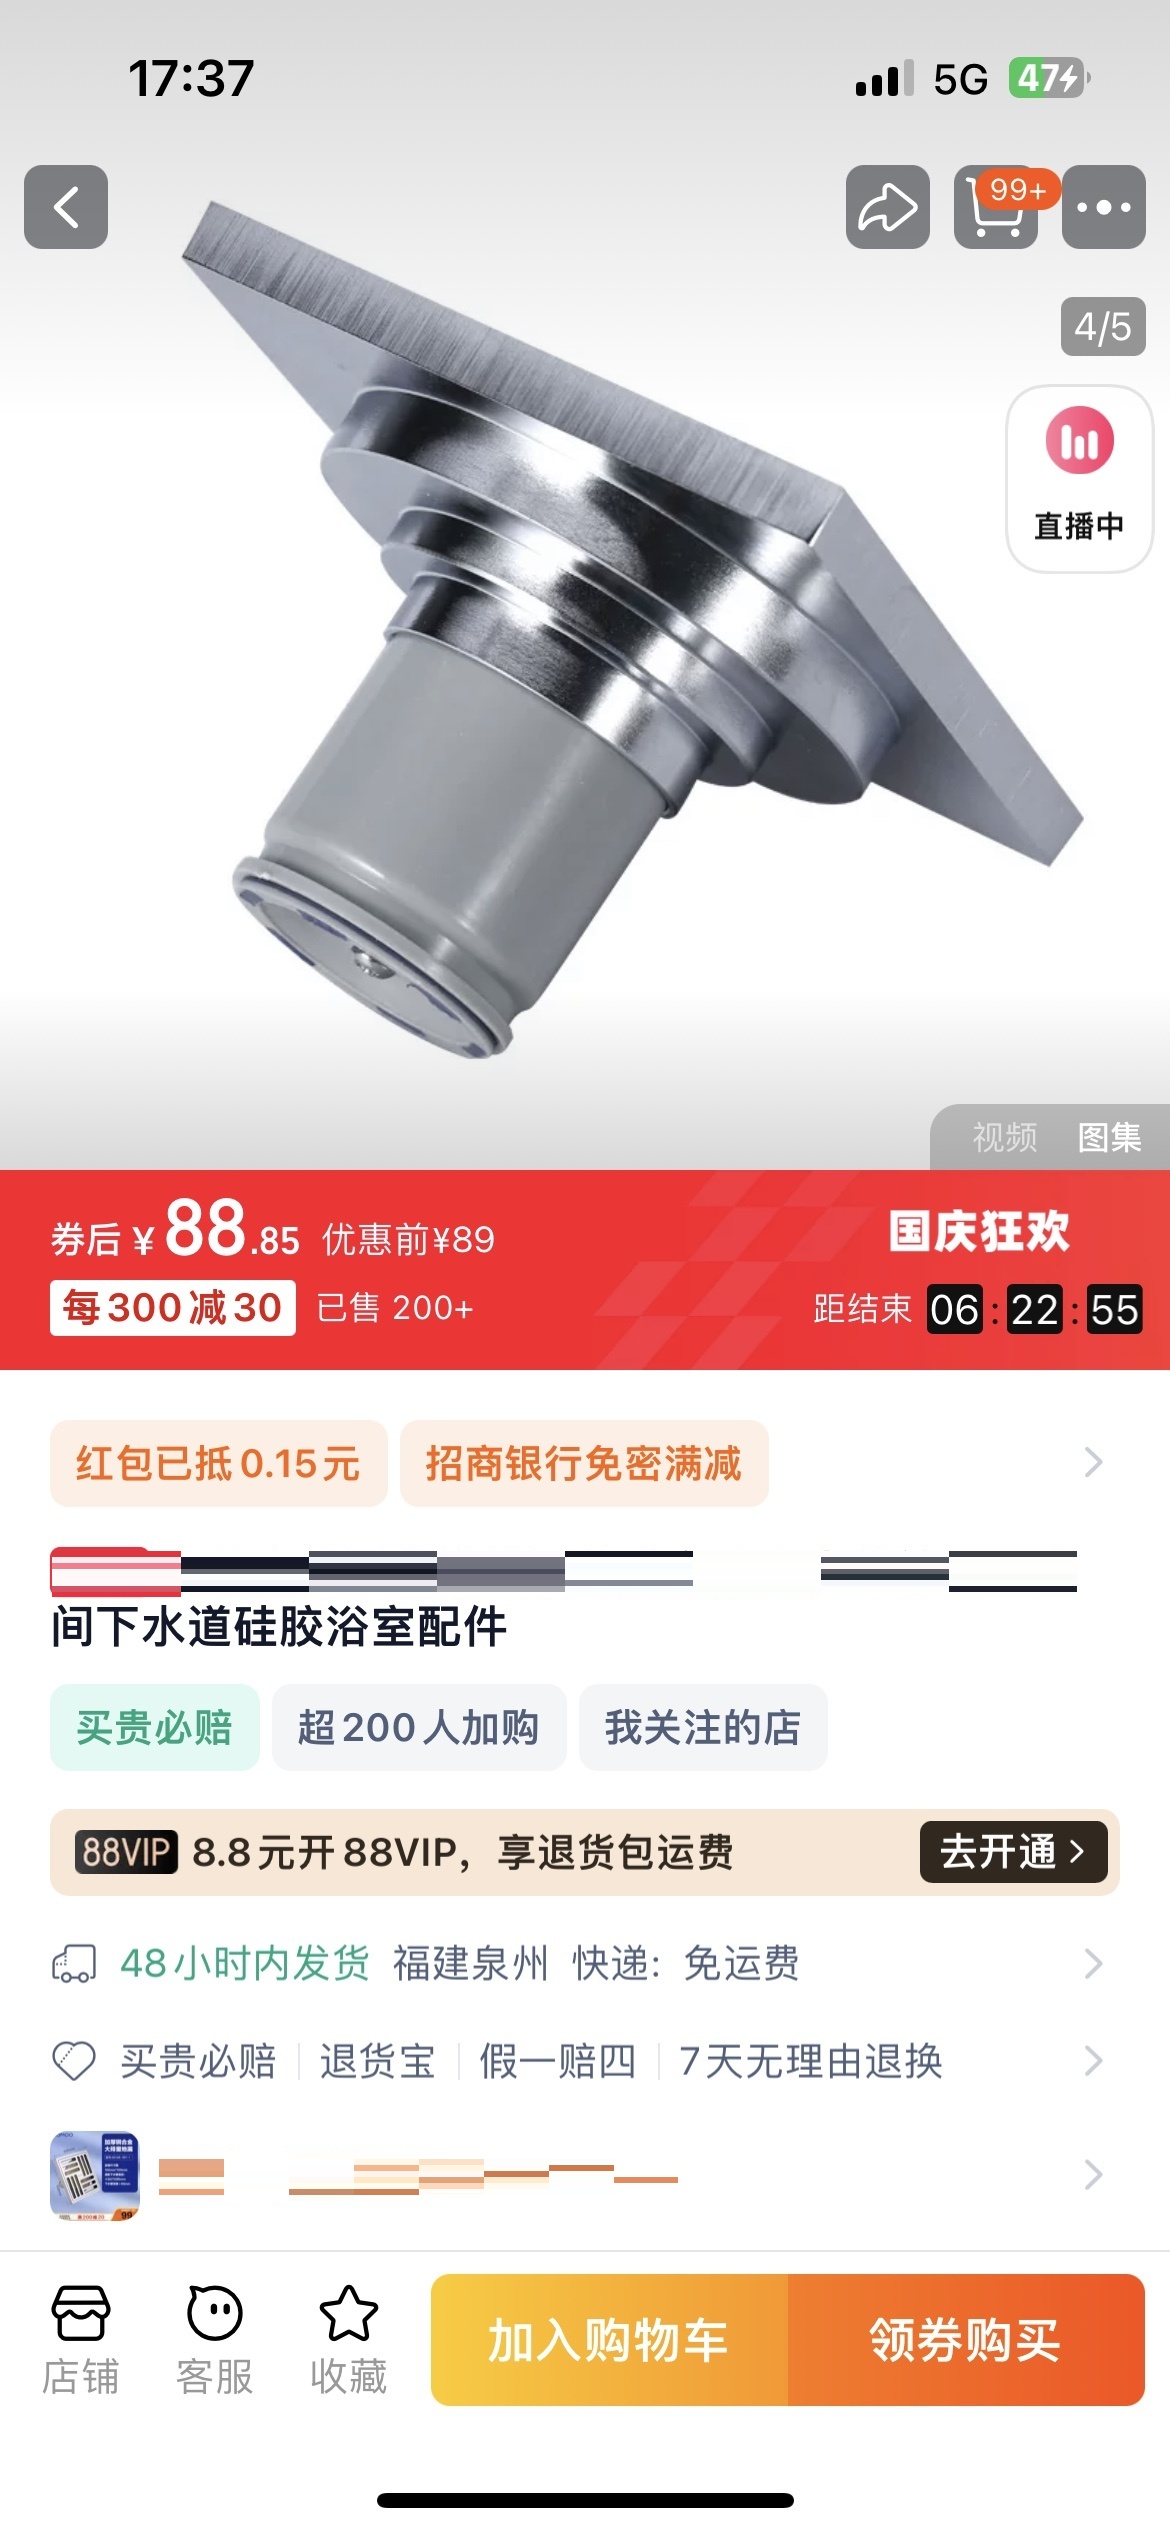 17:37
5G 47
99+
4/5
直播中
视频 图集
券后 ¥88.85 优惠前¥89
国庆狂欢
每300减30 已售 200+
距结束 06:22:55
红包已抵0.15元 招商银行免密满减
间下水道硅胶浴室配件
买贵必赔 超200人加购 我关注的店
88VIP 8.8元开88VIP，享退货包运费 去开通
48小时内发货 福建泉州 快递: 免运费
买贵必赔 退货宝 假一赔四 7天无理由退换
店铺 客服 收藏 加入购物车 领券购买